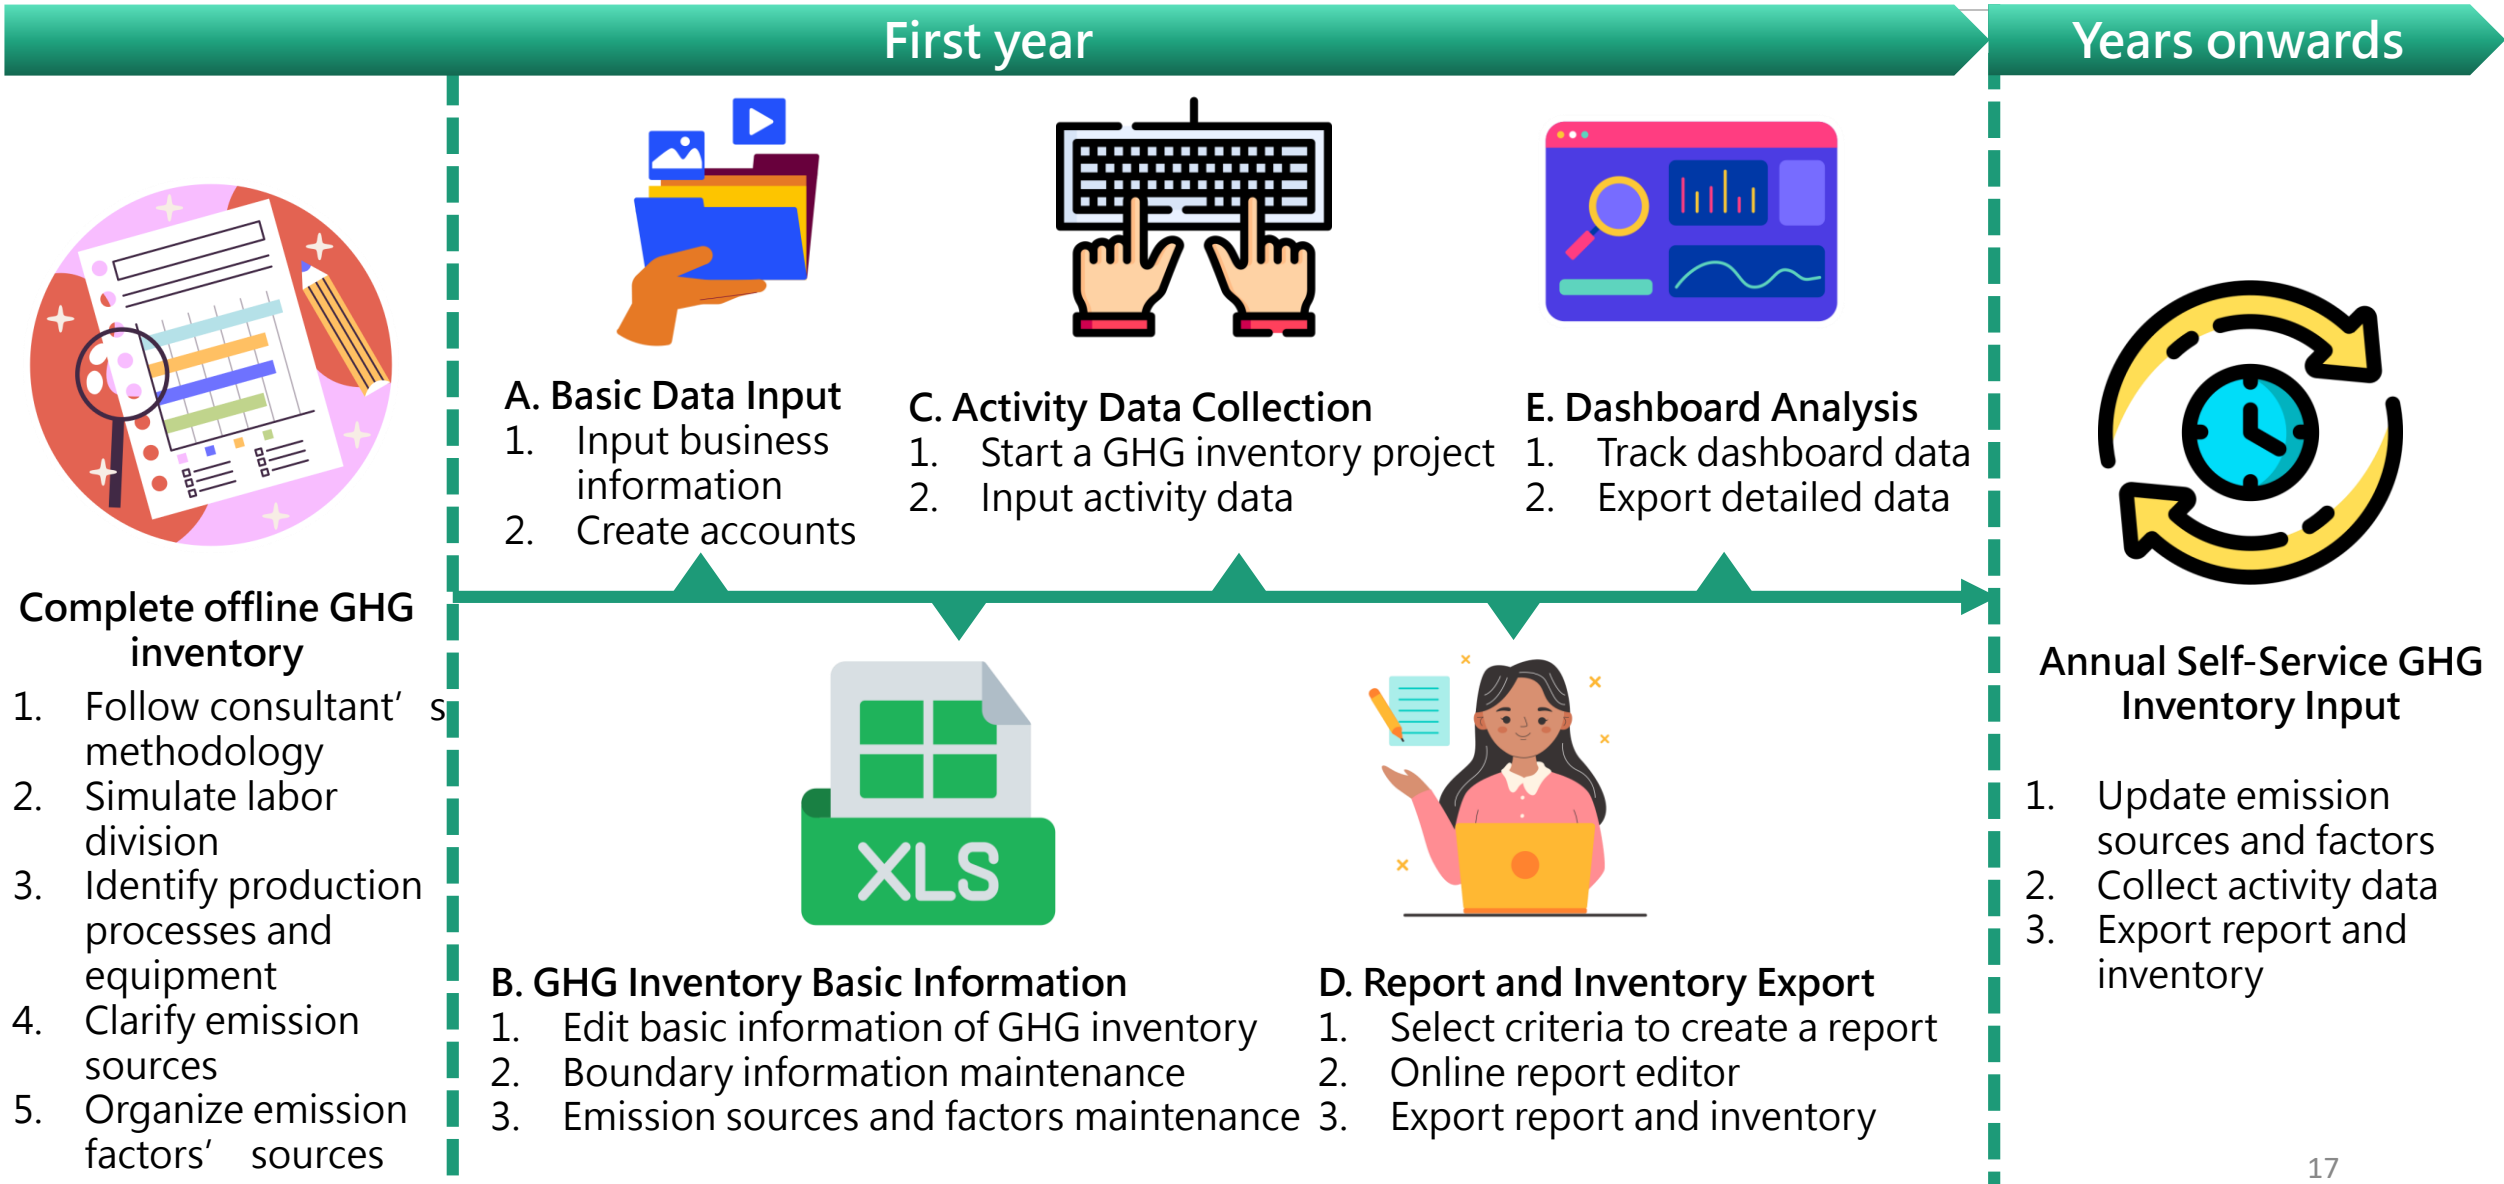 First year
Years onwards
Complete offline GHG
inventory
1. Follow consultant’s
methodology
2. Simulate labor
division
3. Identify production
processes and
equipment
4. Clarify emission
sources
5. Organize emission
factors’ sources
A. Basic Data Input
1. Input business
information
2. Create accounts
XLS
B. GHG Inventory Basic Information
1. Edit basic information of GHG inventory
2. Boundary information maintenance
3. Emission sources and factors maintenance
C. Activity Data Collection
1. Start a GHG inventory project
2. Input activity data
D. Report and Inventory Export
1. Select criteria to create a report
2. Online report editor
3. Export report and inventory
E. Dashboard Analysis
1. Track dashboard data
2. Export detailed data
Annual Self-Service GHG
Inventory Input
1. Update emission
sources and factors
2. Collect activity data
3. Export report and
inventory
17